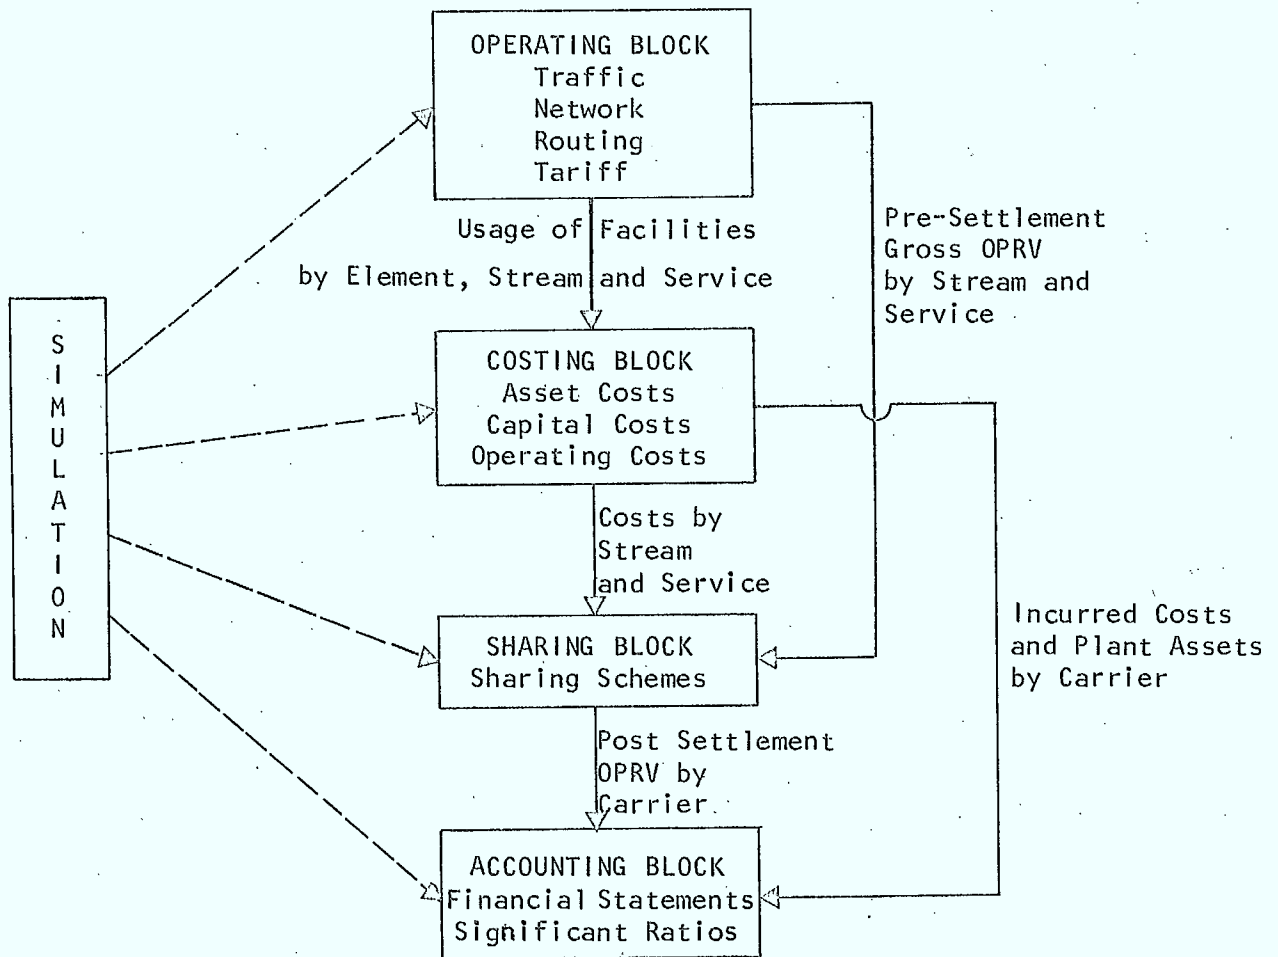 OPERATING BLOCK
Traffic
Network
Routing
Tariff
Usage of Facilities
by Element, Stream and Service
Pre-Settlement
Gross OPRV
by Stream and
Service
S
I
M
U
L
A
T
I
O
N
COSTING BLOCK
Asset Costs
Capital Costs
Operating Costs
Costs by
Stream
and Service
SHARING BLOCK
Sharing Schemes
Incurred Costs
and Plant Assets
by Carrier
Post Settlement
OPRV by
Carrier
ACCOUNTING BLOCK
Financial Statements
Significant Ratios